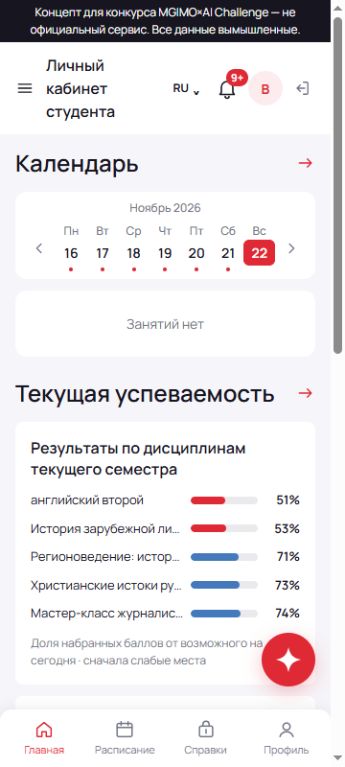 Концепт для конкурса MGIMO×AI Challenge — не
официальный сервис. Все данные вымышленные.
Личный
кабинет
студента
RU
9+
В
Календарь
Ноябрь 2026
Пн Вт Ср Чт Пт Сб Вс
16 17 18 19 20 21 22
Занятий нет
Текущая успеваемость
Результаты по дисциплинам
текущего семестра
английский второй 51%
История зарубежной ли... 53%
Регионоведение: истор... 71%
Христианские истоки ру... 73%
Мастер-класс журналис... 74%
Доля набранных баллов от возможного на
сегодня · сначала слабые места
Главная Расписание Справки Профиль